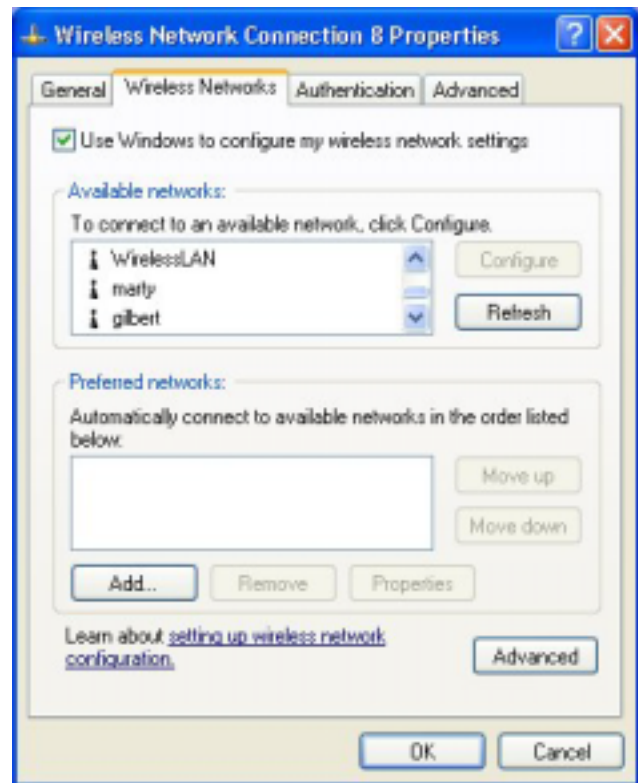 Wireless Network Connection 8 Properties
General Wireless Networks Authentication Advanced
Use Windows to configure my wireless network settings
Available networks:
To connect to an available network, click Configure.
WirelessLAN
marty
gilbert
Configure
Refresh
Preferred networks:
Automatically connect to available networks in the order listed
below:
Move up
Move down
Add... Remove Properties
Learn about setting up wireless network
configuration.
Advanced
OK Cancel